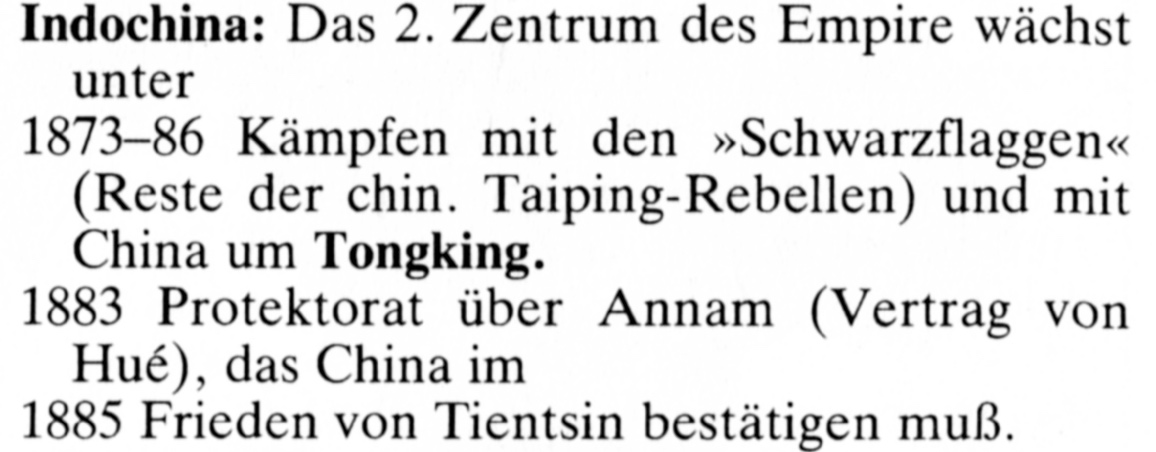 Indochina: Das 2. Zentrum des Empire wächst
unter
1873–86 Kämpfen mit den »Schwarzflaggen«
(Reste der chin. Taiping-Rebellen) und mit
China um Tongking.
1883 Protektorat über Annam (Vertrag von
Hué), das China im
1885 Frieden von Tientsin bestätigen muß.